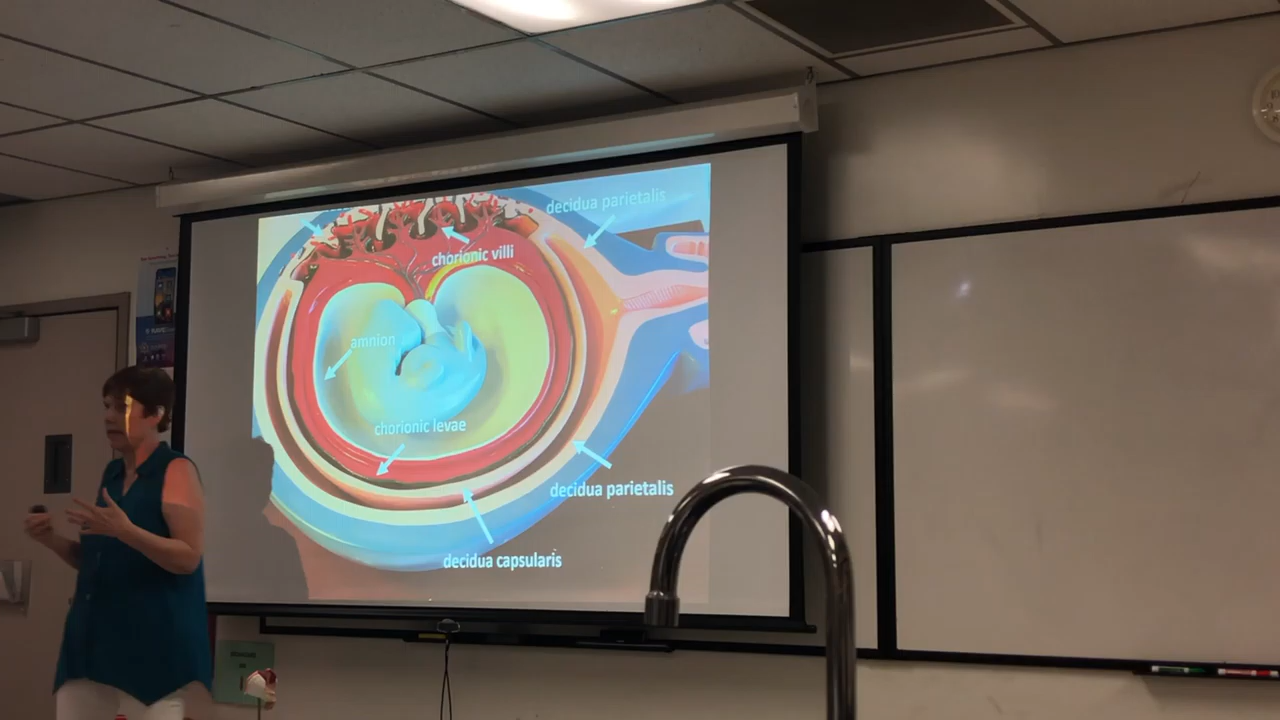 decidua parietalis
chorionic villi
amnion
chorionic levae
decidua parietalis
decidua capsularis